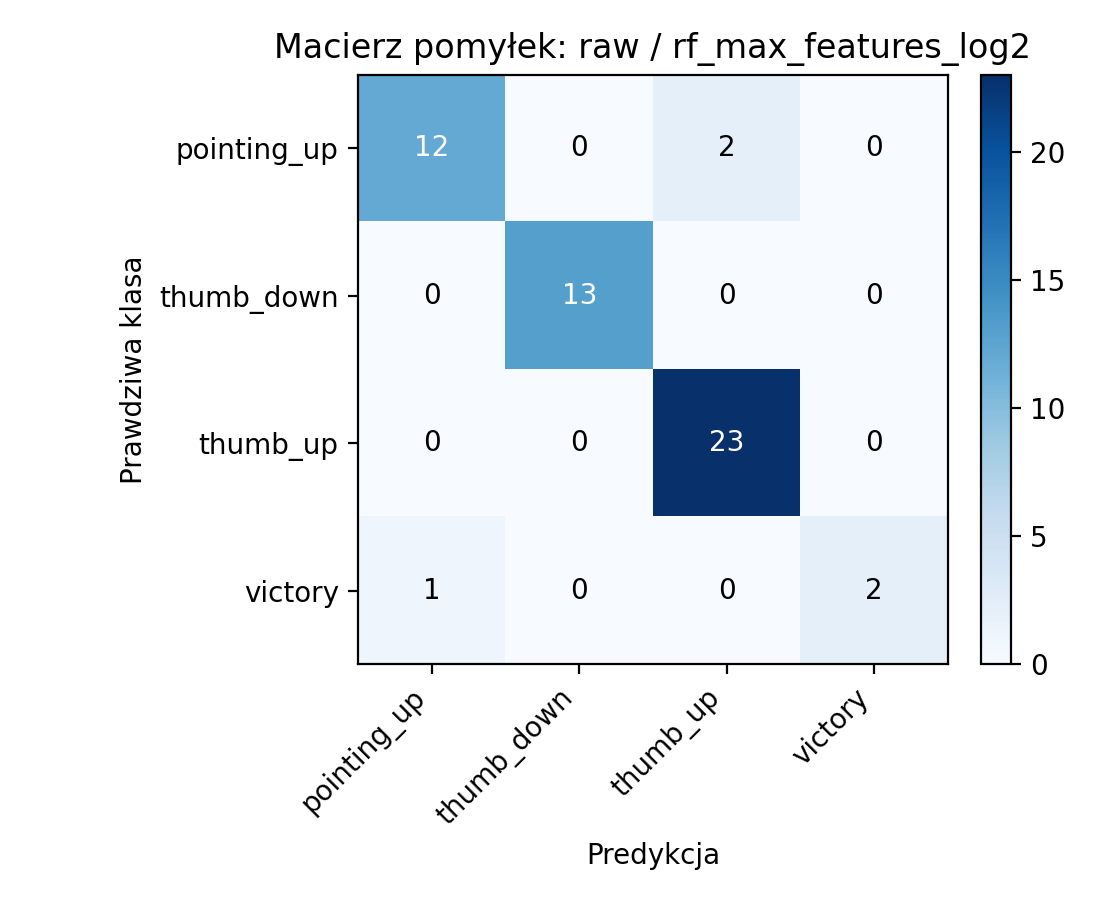 Macierz pomyłek: raw / rf_max_features_log2
Prawdziwa klasa
pointing_up 12 0 2 0
thumb_down 0 13 0 0
thumb_up 0 0 23 0
victory 1 0 0 2
pointing_up thumb_down thumb_up victory
Predykcja
20
15
10
5
0